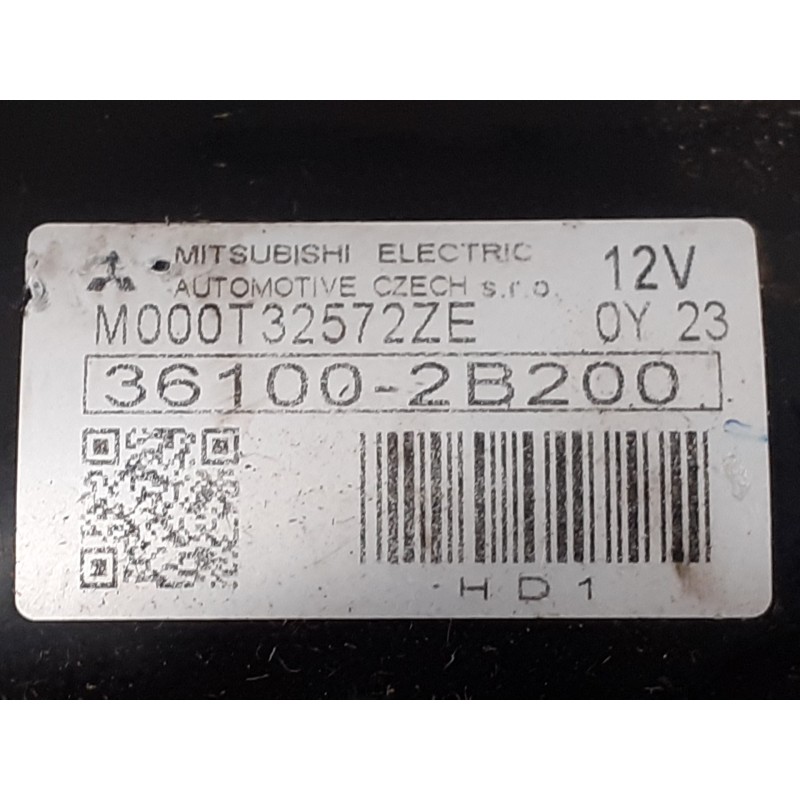 MITSUBISHI ELECTRIC
AUTOMOTIVE CZECH s.r.o.
12V
M000T32572ZE 0Y 23
36100-2B200
HD1